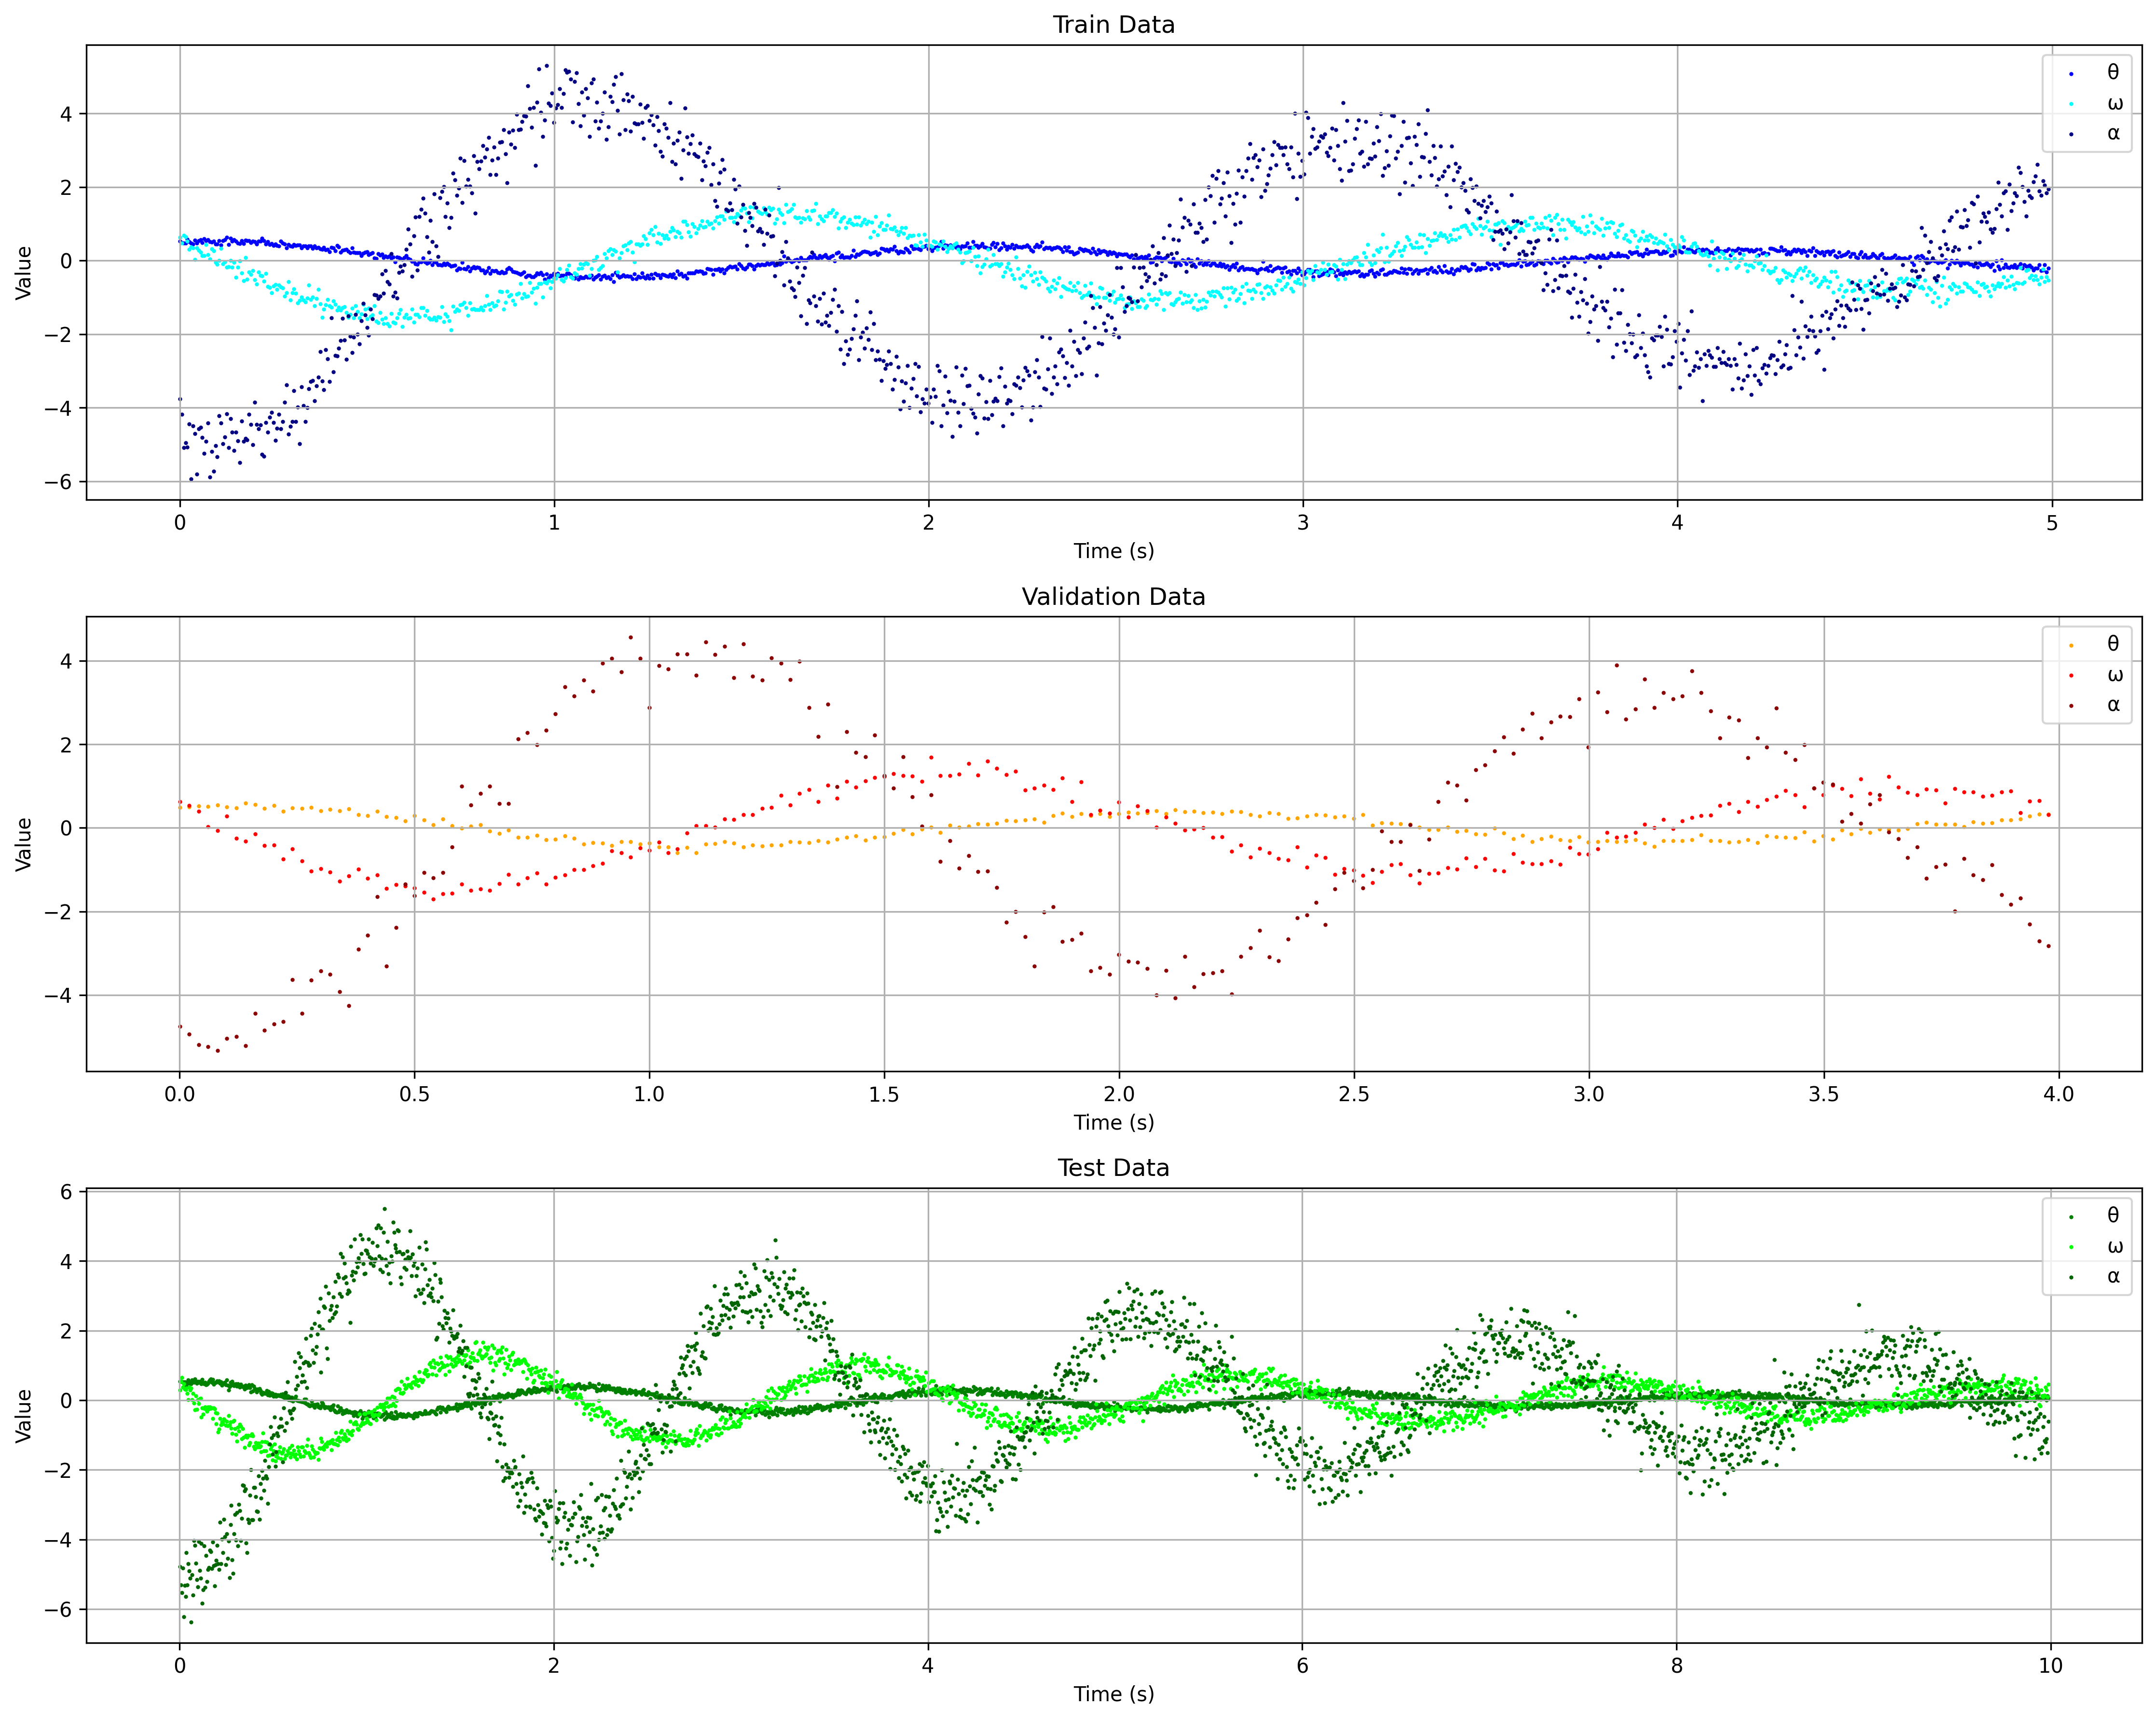 Train Data
Value
4
2
0
−2
−4
−6
θ
ω
α
0 1 2 3 4 5
Time (s)
Validation Data
Value
4
2
0
−2
−4
θ
ω
α
0.0 0.5 1.0 1.5 2.0 2.5 3.0 3.5 4.0
Time (s)
Test Data
Value
6
4
2
0
−2
−4
−6
θ
ω
α
0 2 4 6 8 10
Time (s)